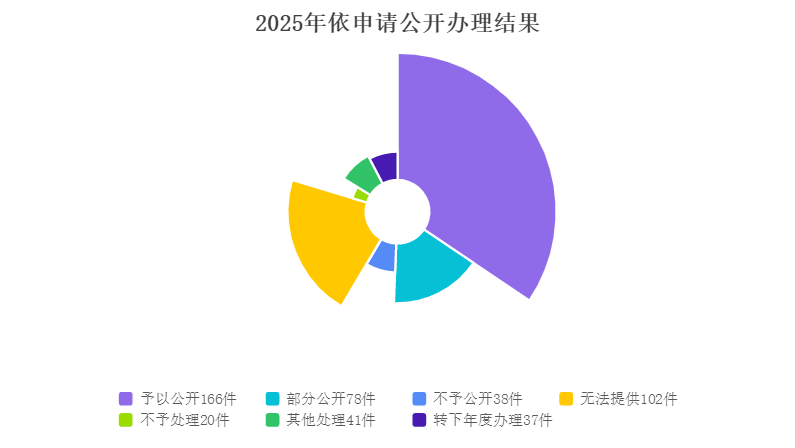 2025年依申请公开办理结果
予以公开166件 部分公开78件 不予公开38件 无法提供102件
不予处理20件 其他处理41件 转下年度办理37件